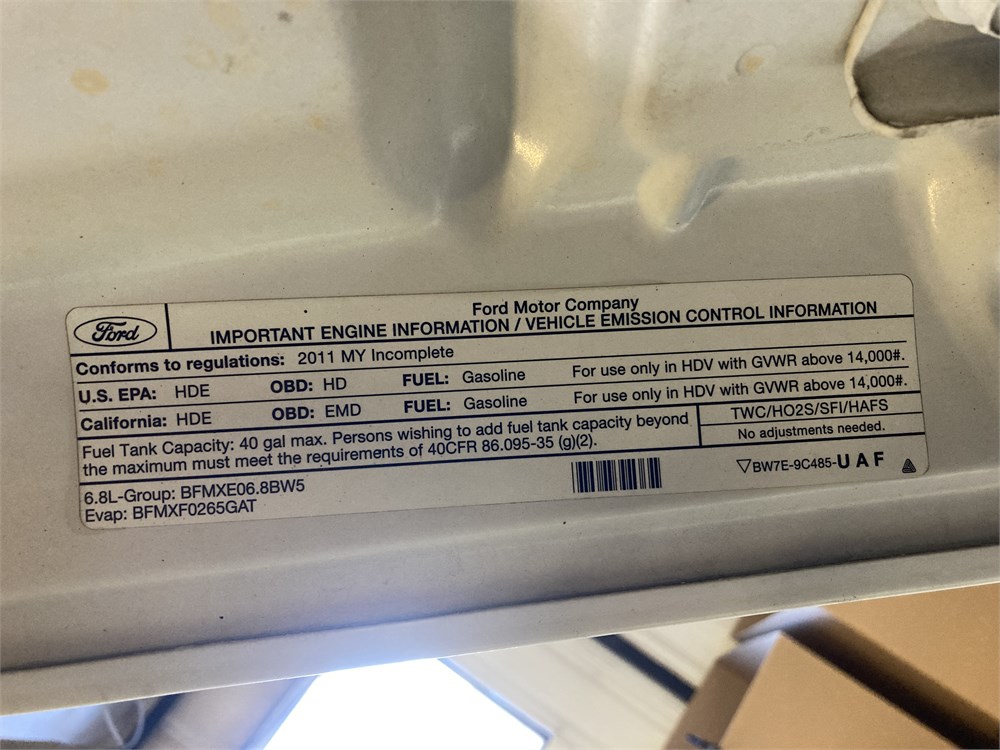 Ford
Ford Motor Company
IMPORTANT ENGINE INFORMATION / VEHICLE EMISSION CONTROL INFORMATION
Conforms to regulations: 2011 MY Incomplete
U.S. EPA: HDE OBD: HD FUEL: Gasoline For use only in HDV with GVWR above 14,000#.
California: HDE OBD: EMD FUEL: Gasoline For use only in HDV with GVWR above 14,000#.
Fuel Tank Capacity: 40 gal max. Persons wishing to add fuel tank capacity beyond
the maximum must meet the requirements of 40CFR 86.095-35 (g)(2).
TWC/HO2S/SFI/HAFS
No adjustments needed.
6.8L-Group: BFMXE06.8BW5
Evap: BFMXF0265GAT
▽BW7E-9C485-U A F